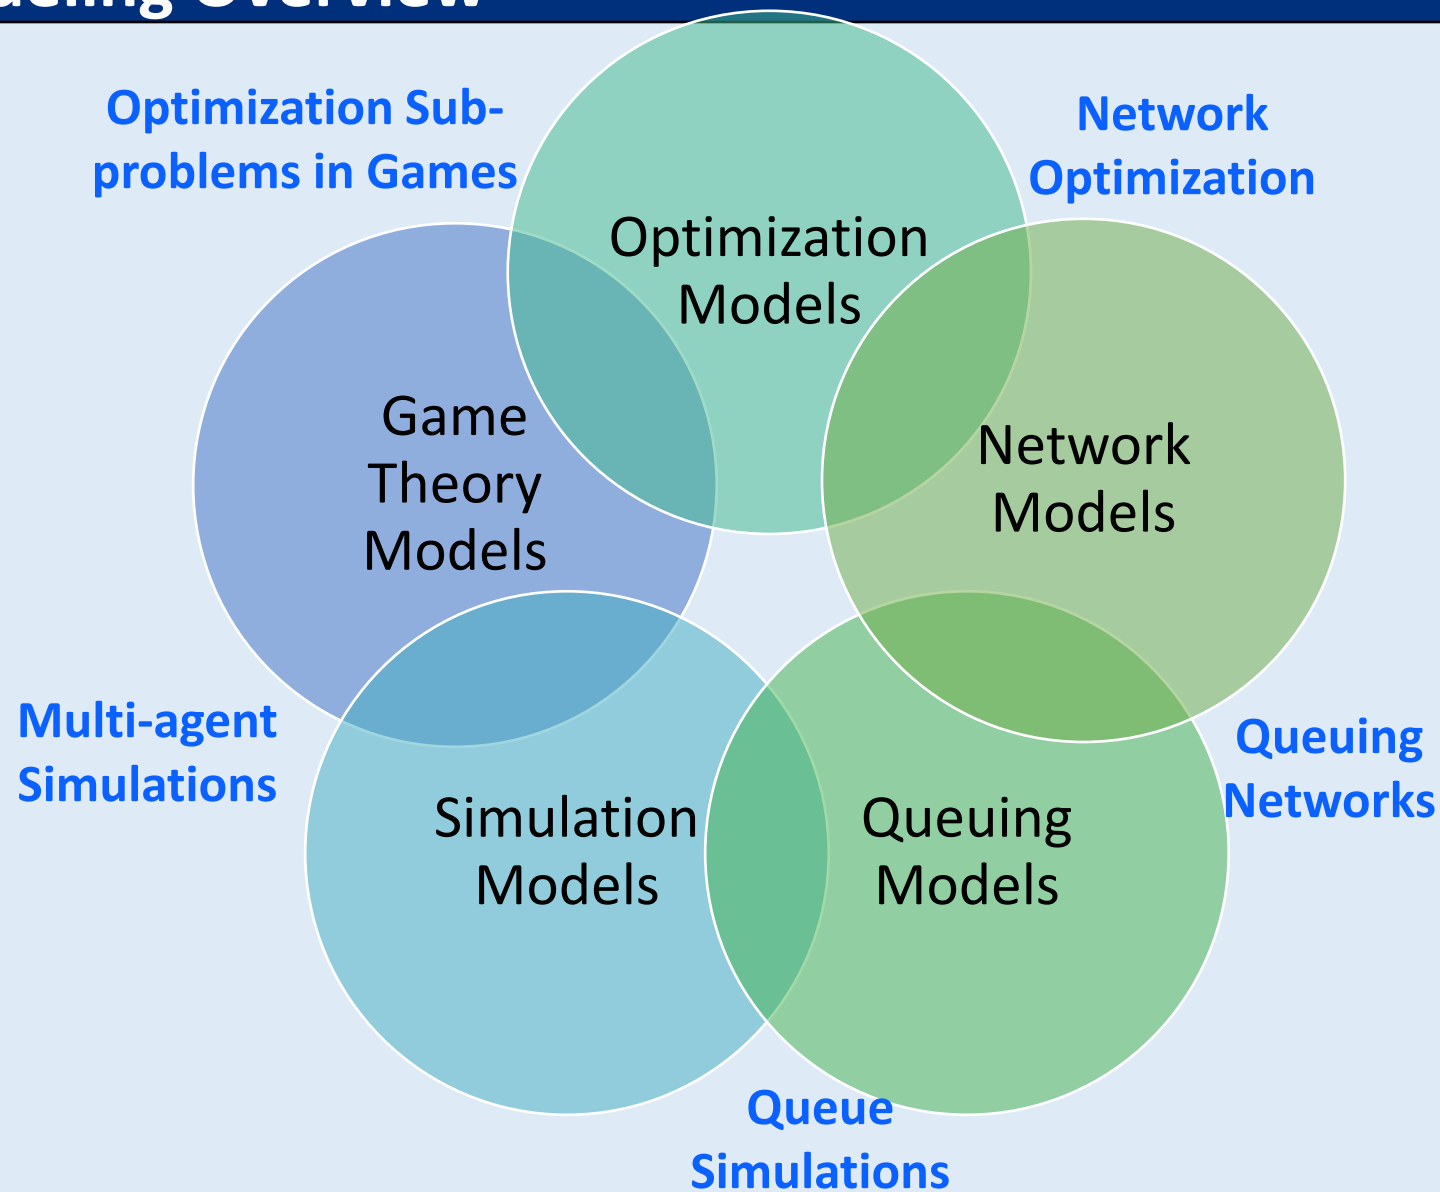 Overview
Optimization Sub-
problems in Games
Network
Optimization
Optimization
Models
Game
Theory
Models
Network
Models
Multi-agent
Simulations
Queuing
Networks
Simulation
Models
Queuing
Models
Queue
Simulations